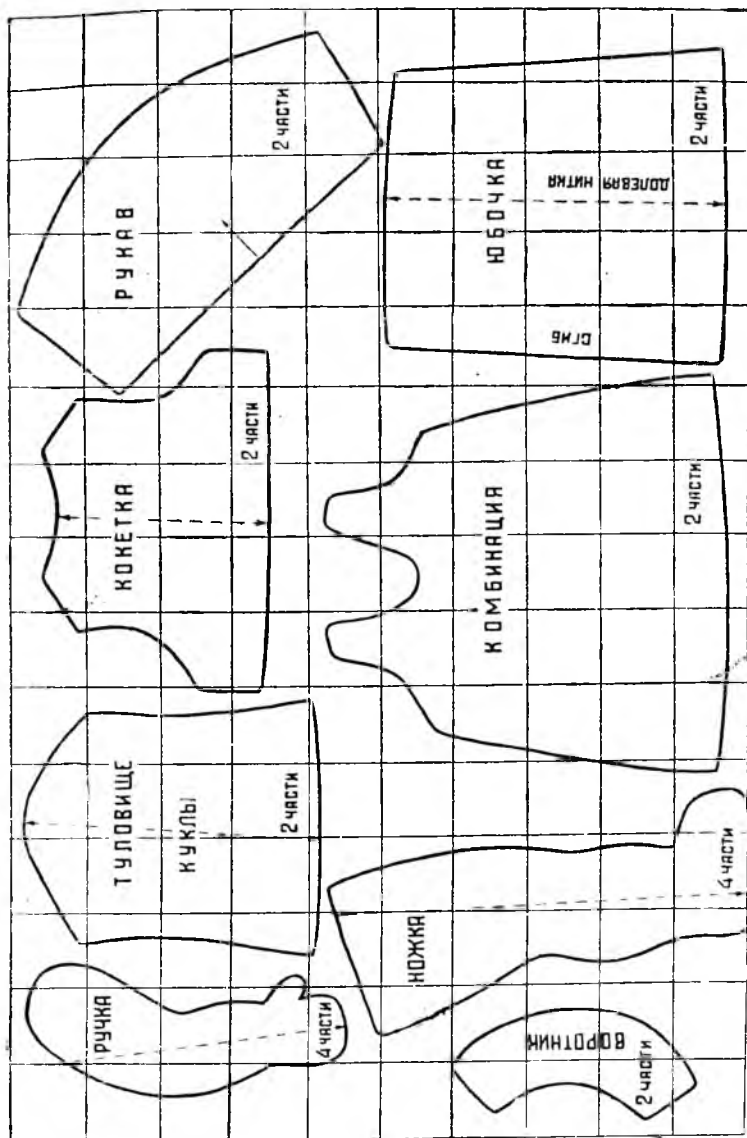 РУКАВ
2 ЧАСТИ
ЮБОЧКА
ДОЛЕВАЯ НИТКА
2 ЧАСТИ
СГИБ
КОКЕТКА
2 ЧАСТИ
КОМБИНАЦИЯ
2 ЧАСТИ
ТУЛОВИЩЕ
КУКЛЫ
2 ЧАСТИ
НОЖКА
4 ЧАСТИ
РУЧКА
4 ЧАСТИ
ВОРОТНИК
2 ЧАСТИ